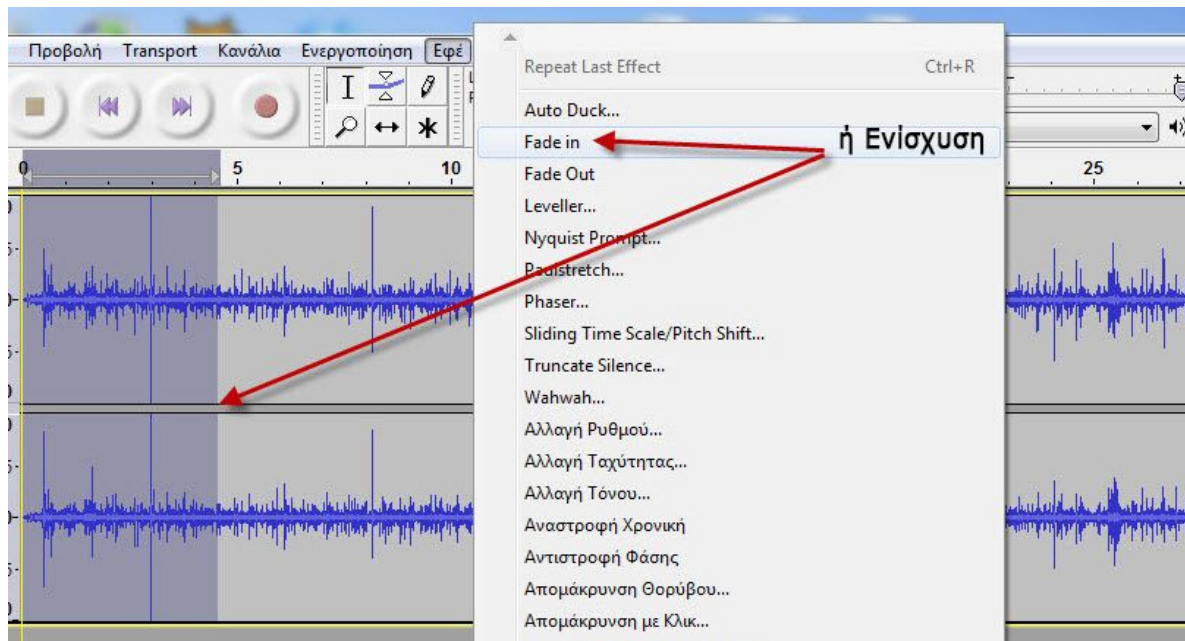 Προβολή Transport Κανάλια Ενεργοποίηση Εφέ
Repeat Last Effect Ctrl+R
Auto Duck...
Fade in ή Ενίσχυση
Fade Out
0 5 10 25
Leveller...
Nyquist Prompt...
Paulstretch...
Phaser...
Sliding Time Scale/Pitch Shift...
Truncate Silence...
Wahwah...
Αλλαγή Ρυθμού...
Αλλαγή Ταχύτητας...
Αλλαγή Τόνου...
Αναστροφή Χρονική
Αντιστροφή Φάσης
Απομάκρυνση Θορύβου...
Απομάκρυνση με Κλικ...